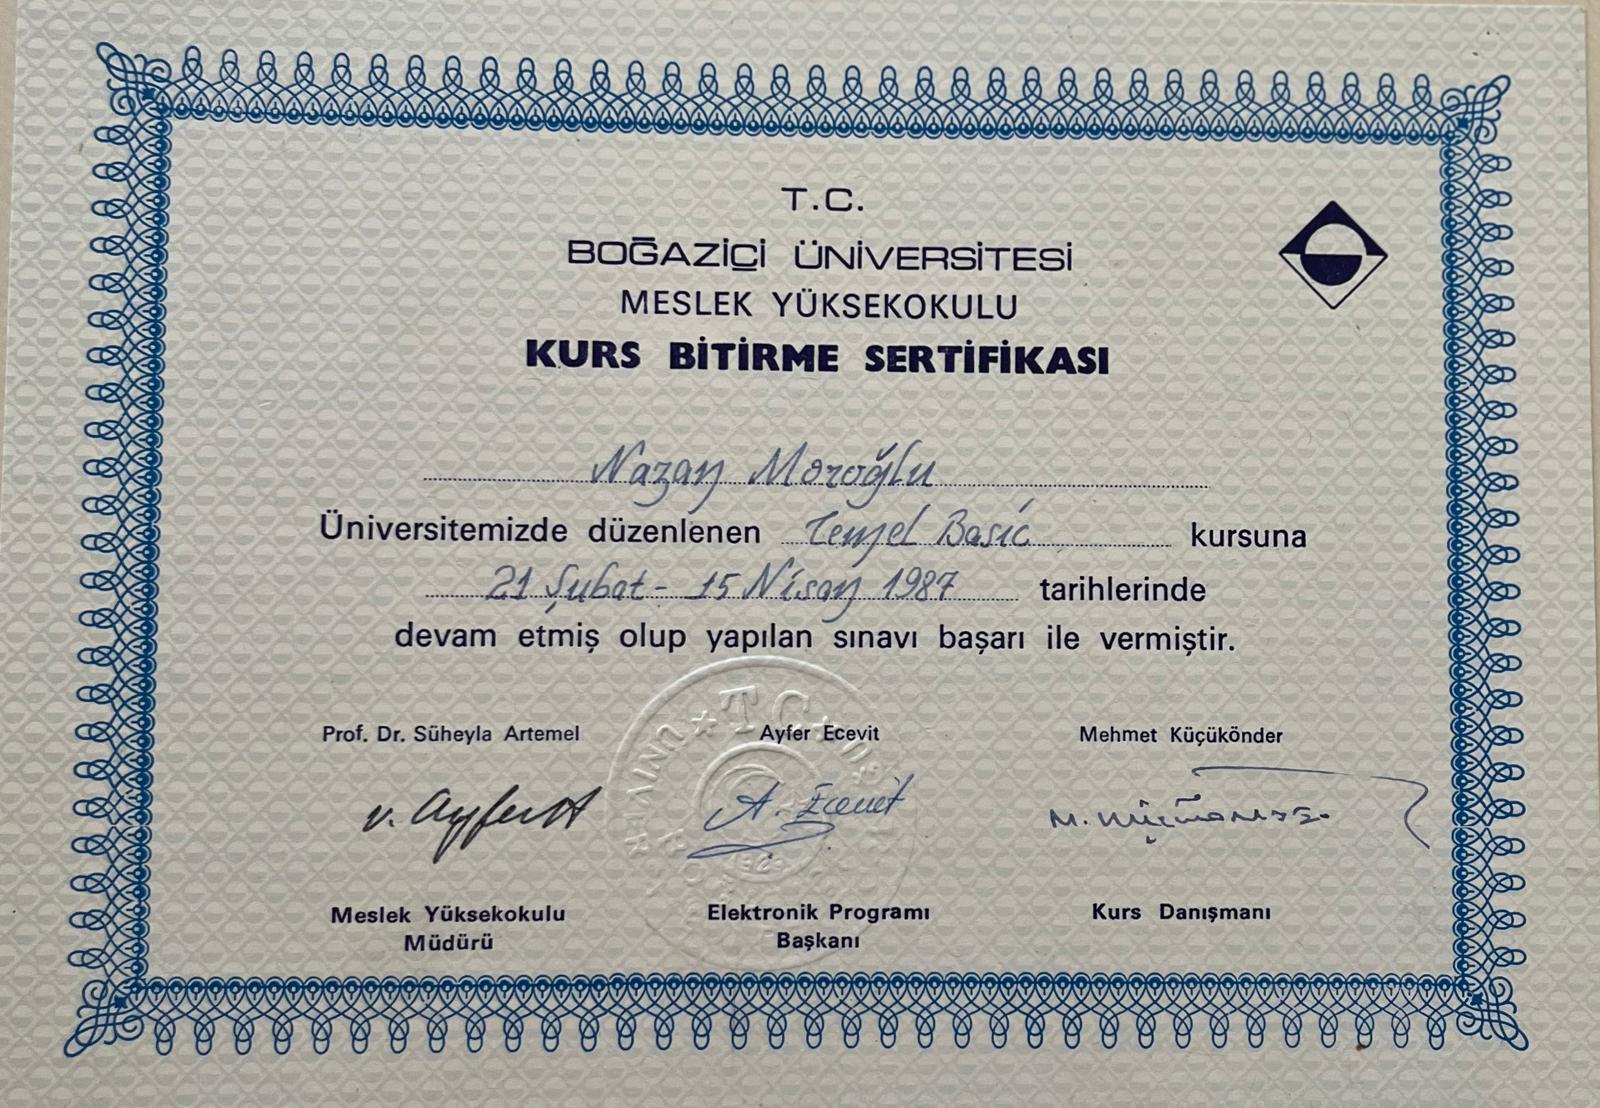 T.C.
BOĞAZİÇİ ÜNİVERSİTESİ
MESLEK YÜKSEKOKULU
KURS BİTİRME SERTİFİKASI
Nazan Moroğlu
Üniversitemizde düzenlenen Temel Basic kursuna
21 Şubat - 15 Nisan 1987 tarihlerinde
devam etmiş olup yapılan sınavı başarı ile vermiştir.
Prof. Dr. Süheyla Artemel Ayfer Ecevit Mehmet Küçükönder
A. Ecevit
Meslek Yüksekokulu Müdürü
Elektronik Programı Başkanı
Kurs Danışmanı
T C